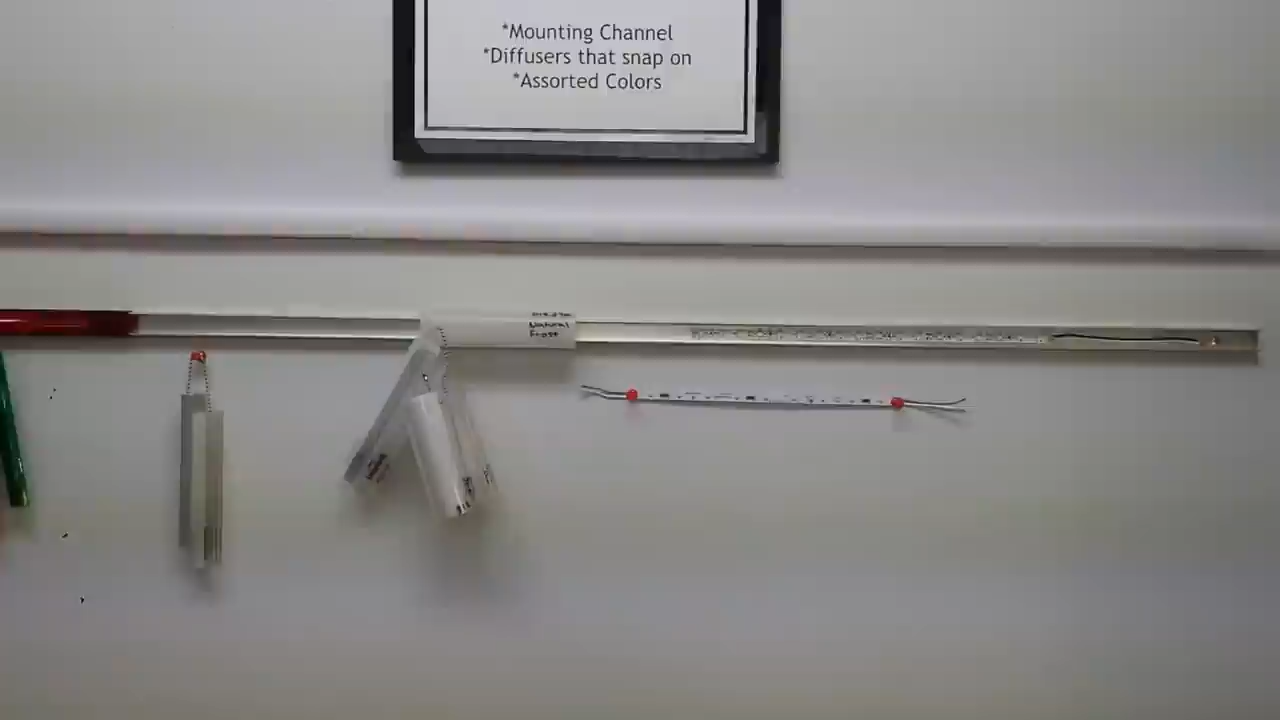 *Mounting Channel
*Diffusers that snap on
*Assorted Colors
Natural
Frost